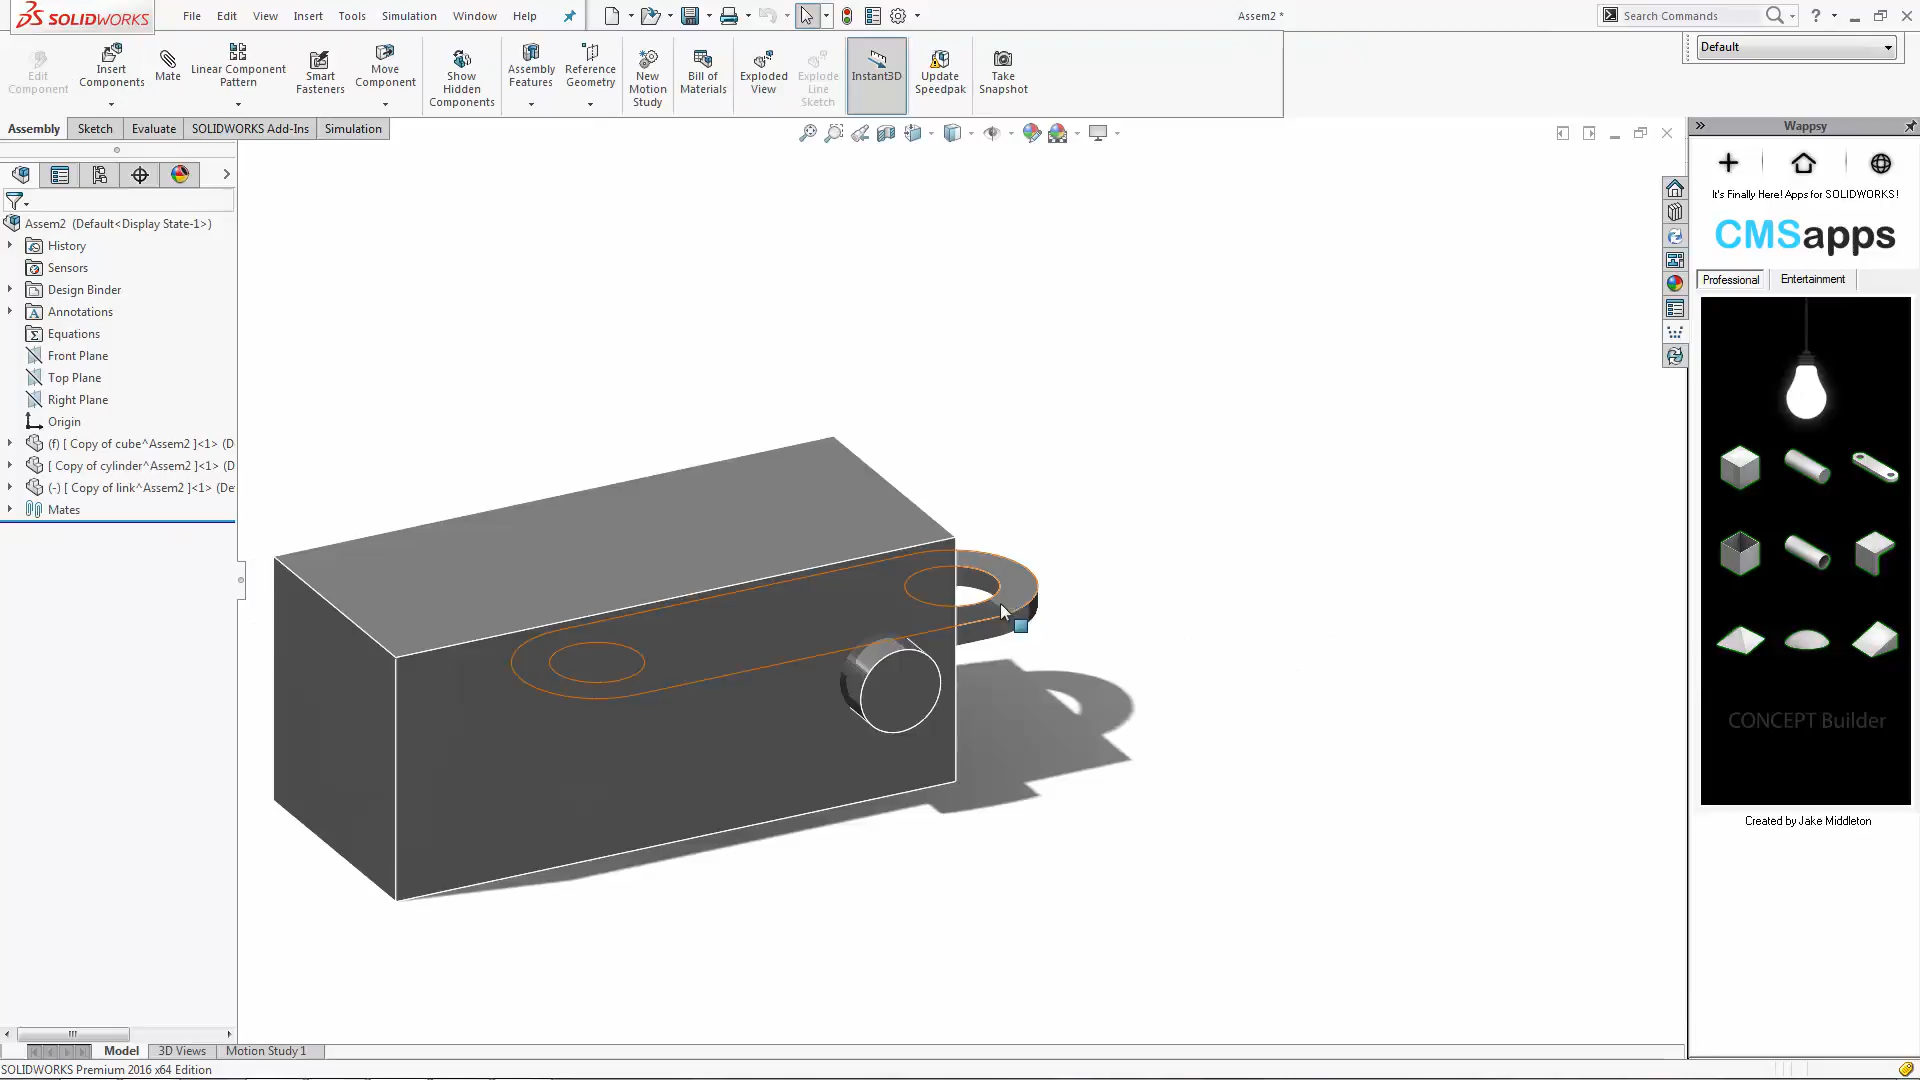 SOLIDWORKS
File Edit View Insert Tools Simulation Window Help
Assem2 *
Search Commands
Default
Edit Component
Insert Components
Mate
Linear Component Pattern
Smart Fasteners
Move Component
Show Hidden Components
Assembly Features
Reference Geometry
New Motion Study
Bill of Materials
Exploded View
Explode Line Sketch
Instant3D
Update Speedpak
Take Snapshot
Assembly Sketch Evaluate SOLIDWORKS Add-Ins Simulation
Assem2 (Default<Display State-1>)
History
Sensors
Design Binder
Annotations
Equations
Front Plane
Top Plane
Right Plane
Origin
(f) [ Copy of cube^Assem2 ]<1> (D
[ Copy of cylinder^Assem2 ]<1> (D
(-) [ Copy of link^Assem2 ]<1> (De
Mates
Wappsy
It's Finally Here! Apps for SOLIDWORKS!
CMSapps
Professional Entertainment
CONCEPT Builder
Created by Jake Middleton
Model 3D Views Motion Study 1
SOLIDWORKS Premium 2016 x64 Edition